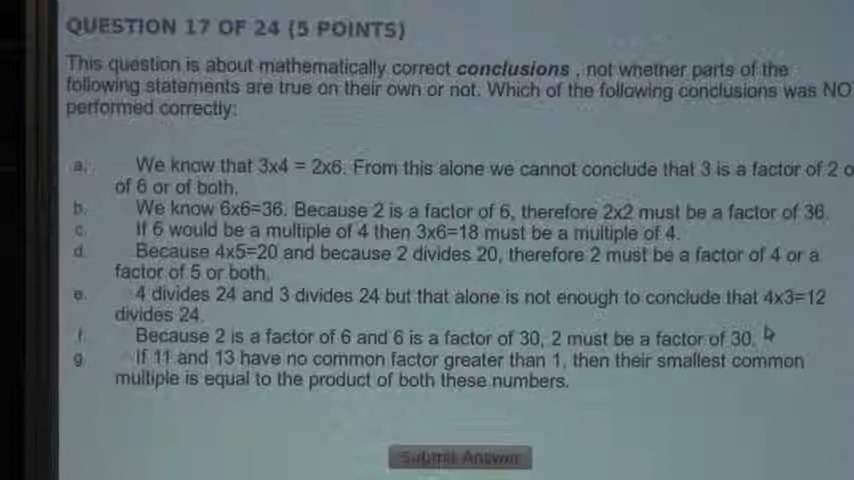 QUESTION 17 OF 24 (5 POINTS)
This question is about mathematically correct conclusions , not whether parts of the
following statements are true on their own or not. Which of the following conclusions was NO
performed correctly:
a. We know that 3x4 = 2x6. From this alone we cannot conclude that 3 is a factor of 2 o
of 6 or of both.
b. We know 6x6=36. Because 2 is a factor of 6, therefore 2x2 must be a factor of 36.
c. If 6 would be a multiple of 4 then 3x6=18 must be a multiple of 4.
d. Because 4x5=20 and because 2 divides 20, therefore 2 must be a factor of 4 or a
factor of 5 or both.
e. 4 divides 24 and 3 divides 24 but that alone is not enough to conclude that 4x3=12
divides 24.
f. Because 2 is a factor of 6 and 6 is a factor of 30, 2 must be a factor of 30.
g. If 11 and 13 have no common factor greater than 1, then their smallest common
multiple is equal to the product of both these numbers.
Submit Answer